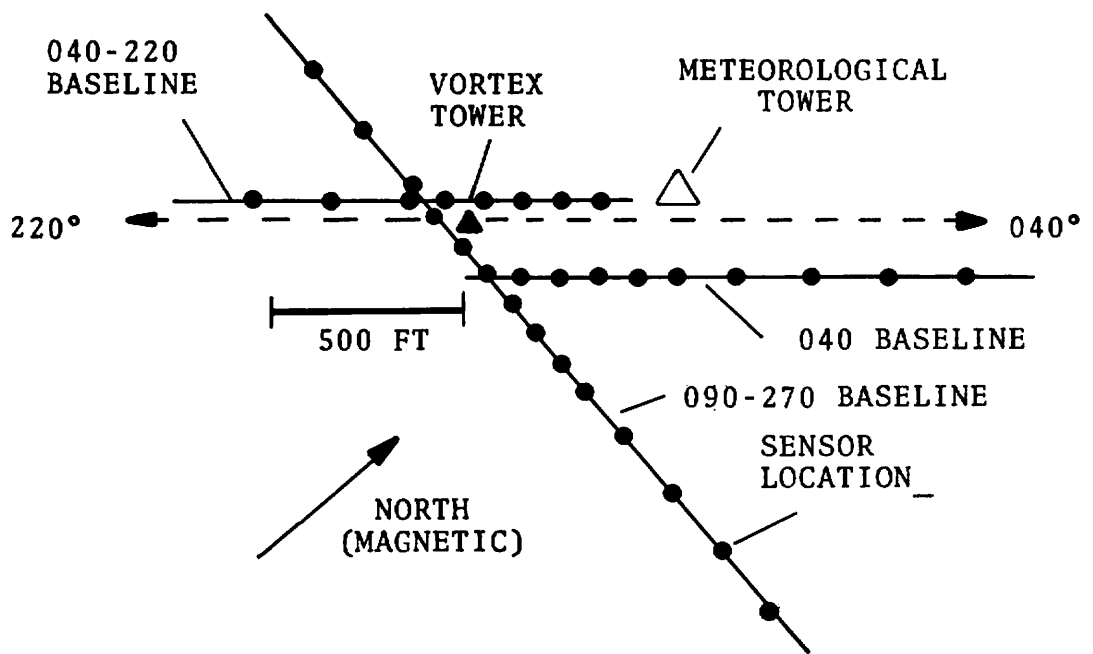 040-220
BASELINE
VORTEX
TOWER
METEOROLOGICAL
TOWER
220°
040°
500 FT
040 BASELINE
090-270 BASELINE
SENSOR
LOCATION_
NORTH
(MAGNETIC)